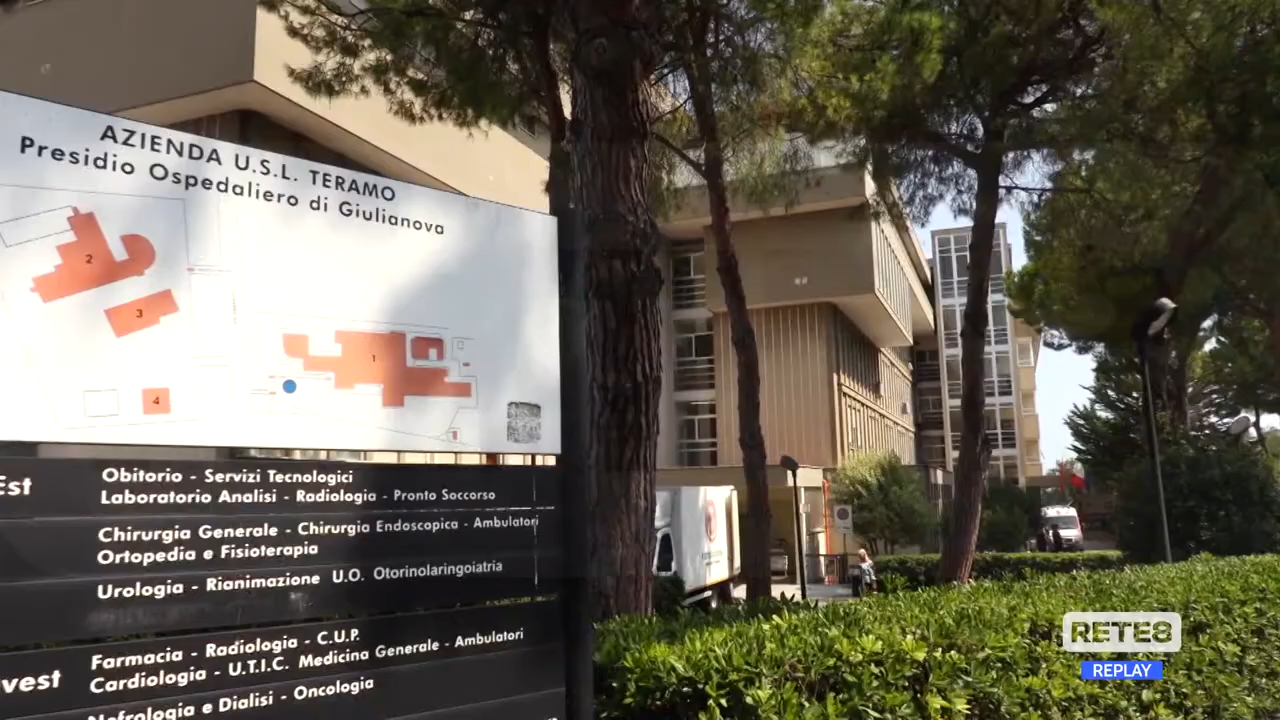 AZIENDA U.S.L. TERAMO
Presidio Ospedaliero di Giulianova
2
3
1
4
Est
Obitorio - Servizi Tecnologici
Laboratorio Analisi - Radiologia - Pronto Soccorso
Chirurgia Generale - Chirurgia Endoscopica - Ambulatori
Ortopedia e Fisioterapia
Urologia - Rianimazione U.O. Otorinolaringoiatria
vest
Farmacia - Radiologia - C.U.P.
Cardiologia - U.T.I.C. Medicina Generale - Ambulatori
Nefrologia e Dialisi - Oncologia
RETE8
REPLAY